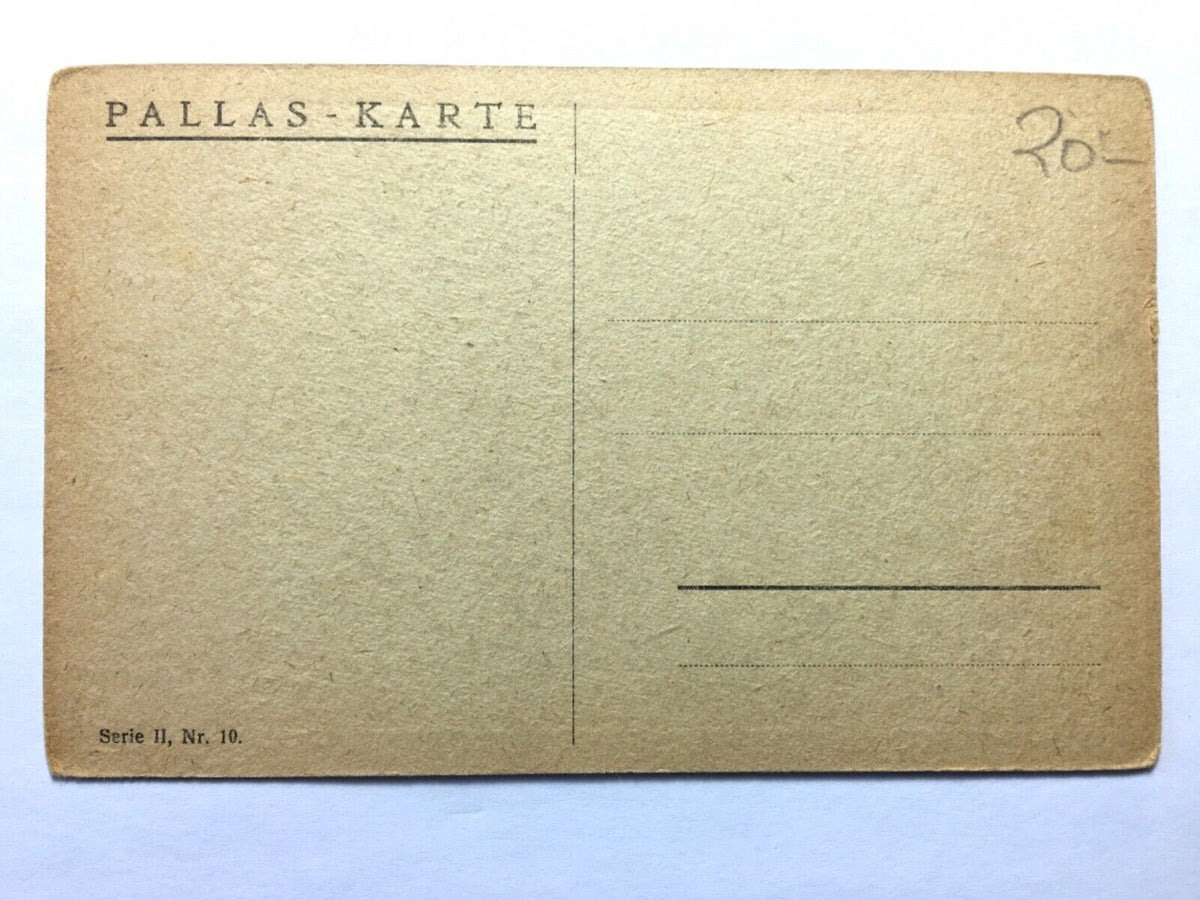 PALLAS-KARTE
20.-
Serie II, Nr. 10.